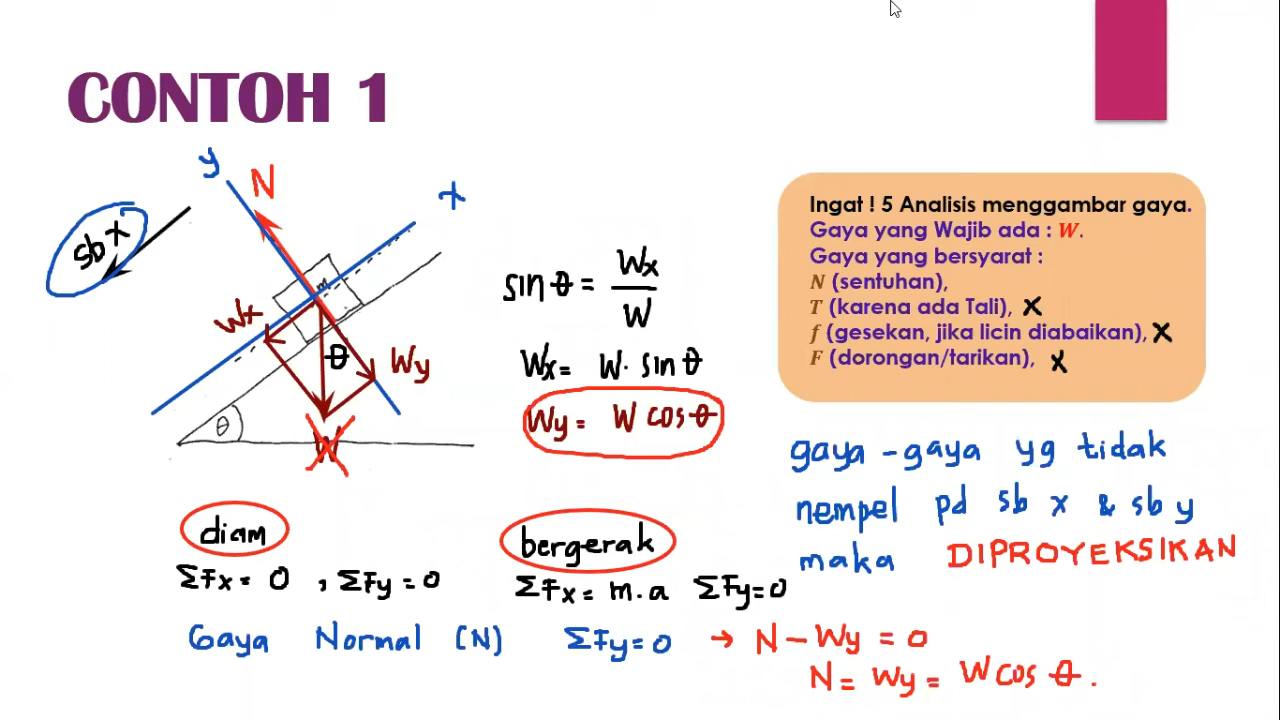 CONTOH 1
y
N
x
sb x
Wx
θ
Wy
W
θ
sin θ = Wx / W
Wx = W · sin θ
Wy = W cos θ
Ingat ! 5 Analisis menggambar gaya.
Gaya yang Wajib ada : W.
Gaya yang bersyarat :
N (sentuhan),
T (karena ada Tali), x
f (gesekan, jika licin diabaikan), x
F (dorongan/tarikan), x
gaya - gaya yg tidak
nempel pd sb x & sb y
maka DIPROYEKSIKAN
diam
ΣFx = 0 , ΣFy = 0
bergerak
ΣFx = m.a ΣFy = 0
Gaya Normal (N) ΣFy = 0 → N - Wy = 0
N = Wy = W cos θ .